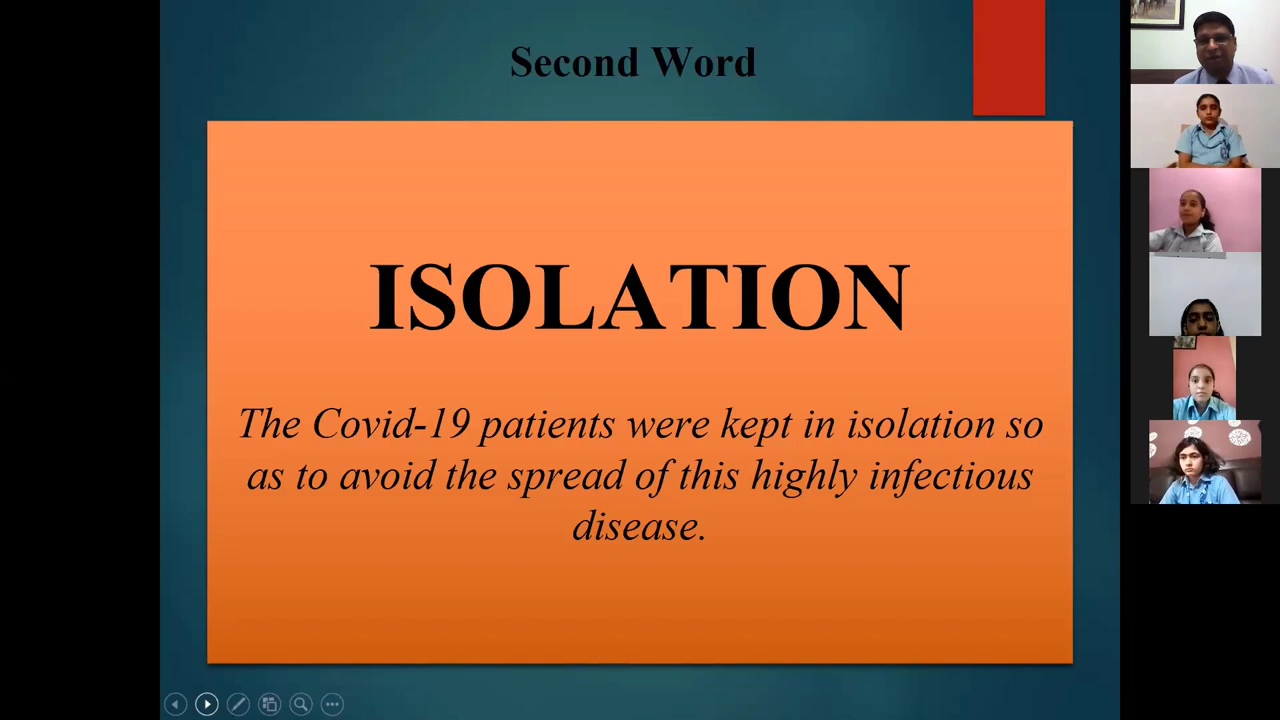 Second Word
ISOLATION
The Covid-19 patients were kept in isolation so
as to avoid the spread of this highly infectious
disease.